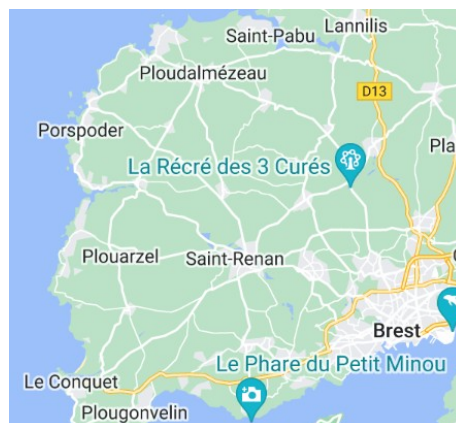 Lannilis
Saint-Pabu
Ploudalmézeau
D13
Porspoder
Pla
La Récré des 3 Curés
Plouarzel
Saint-Renan
Brest
Le Phare du Petit Minou
Le Conquet
Plougonvelin